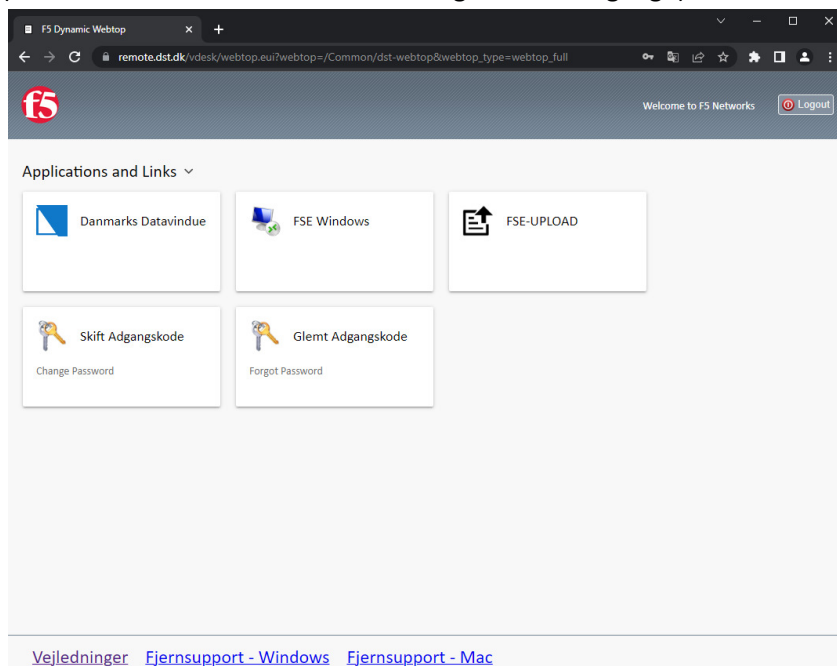 F5 Dynamic Webtop
remote.dst.dk/vdesk/webtop.eui?webtop=/Common/dst-webtop&webtop_type=webtop_full
f5
Welcome to F5 Networks
Logout
Applications and Links
Danmarks Datavindue
FSE Windows
FSE-UPLOAD
Skift Adgangskode
Change Password
Glemt Adgangskode
Forgot Password
Vejledninger Fjernsupport - Windows Fjernsupport - Mac